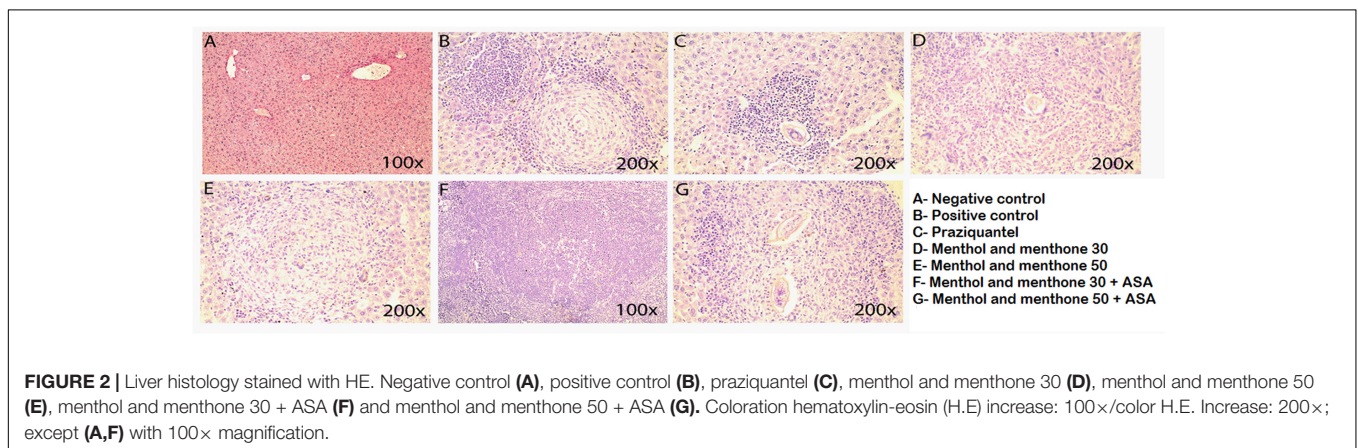 A
B
C
D
100x
200x
200x
200x
E
F
G
200x
100x
200x
A- Negative control
B- Positive control
C- Praziquantel
D- Menthol and menthone 30
E- Menthol and menthone 50
F- Menthol and menthone 30 + ASA
G- Menthol and menthone 50 + ASA
FIGURE 2 | Liver histology stained with HE. Negative control (A), positive control (B), praziquantel (C), menthol and menthone 30 (D), menthol and menthone 50
(E), menthol and menthone 30 + ASA (F) and menthol and menthone 50 + ASA (G). Coloration hematoxylin-eosin (H.E) increase: 100×/color H.E. Increase: 200×;
except (A,F) with 100× magnification.